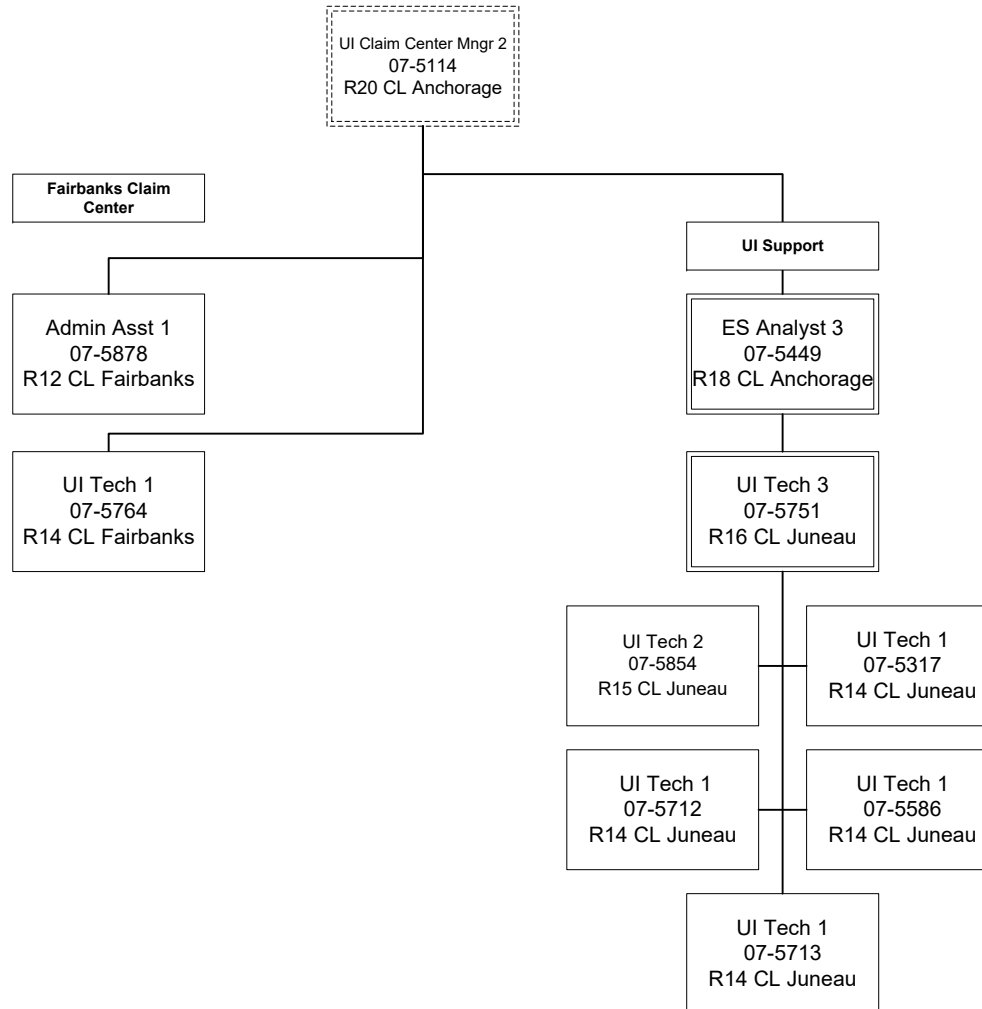 UI Claim Center Mngr 2
07-5114
R20 CL Anchorage
Fairbanks Claim
Center
UI Support
Admin Asst 1
07-5878
R12 CL Fairbanks
ES Analyst 3
07-5449
R18 CL Anchorage
UI Tech 1
07-5764
R14 CL Fairbanks
UI Tech 3
07-5751
R16 CL Juneau
UI Tech 2
07-5854
R15 CL Juneau
UI Tech 1
07-5317
R14 CL Juneau
UI Tech 1
07-5712
R14 CL Juneau
UI Tech 1
07-5586
R14 CL Juneau
UI Tech 1
07-5713
R14 CL Juneau